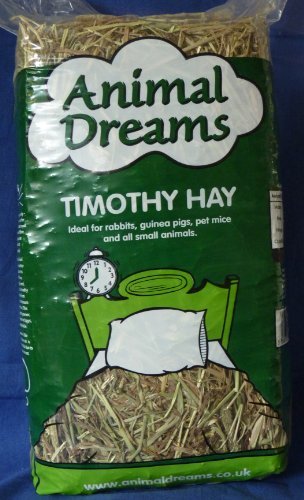 Animal
Dreams
TIMOTHY HAY
Ideal for rabbits, guinea pigs, pet mice
and all small animals.
www.animaldreams.co.uk